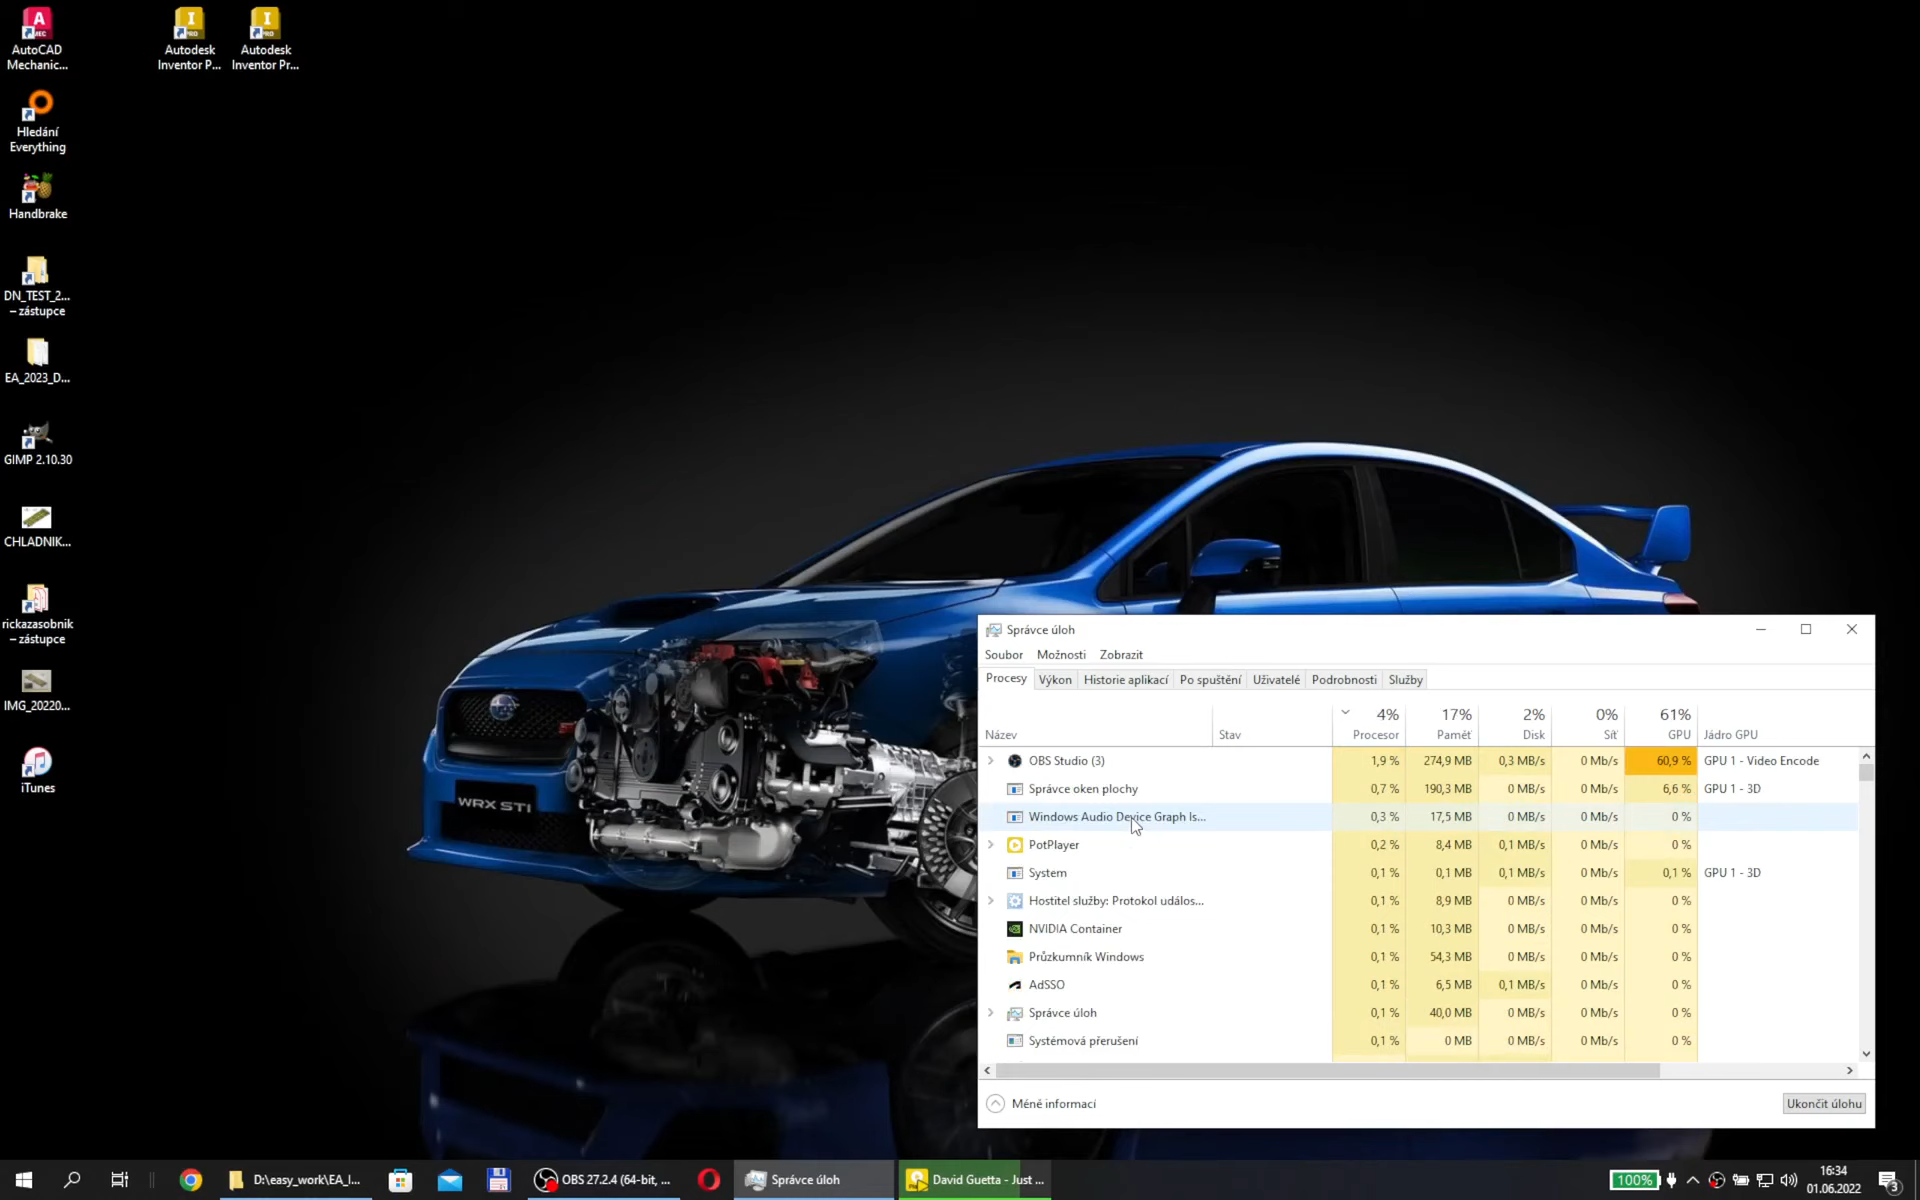 AutoCAD
Mechanic...
Autodesk
Inventor P...
Autodesk
Inventor Pr...
Hledání
Everything
Handbrake
DN_TEST_2...
– zástupce
EA_2023_D...
GIMP 2.10.30
CHLADNIK...
rickazasobnik
– zástupce
IMG_20220...
iTunes
WRX STI
Správce úloh
Soubor Možnosti Zobrazit
Procesy Výkon Historie aplikací Po spuštění Uživatelé Podrobnosti Služby
4% 17% 2% 0% 61%
Název Stav Procesor Paměť Disk Síť GPU Jádro GPU
OBS Studio (3) 1,9 % 274,9 MB 0,3 MB/s 0 Mb/s 60,9 % GPU 1 - Video Encode
Správce oken plochy 0,7 % 190,3 MB 0 MB/s 0 Mb/s 6,6 % GPU 1 - 3D
Windows Audio Device Graph Is... 0,3 % 17,5 MB 0 MB/s 0 Mb/s 0 %
PotPlayer 0,2 % 8,4 MB 0,1 MB/s 0 Mb/s 0 %
System 0,1 % 0,1 MB 0,1 MB/s 0 Mb/s 0,1 % GPU 1 - 3D
Hostitel služby: Protokol událos... 0,1 % 8,9 MB 0 MB/s 0 Mb/s 0 %
NVIDIA Container 0,1 % 10,3 MB 0 MB/s 0 Mb/s 0 %
Průzkumník Windows 0,1 % 54,3 MB 0 MB/s 0 Mb/s 0 %
AdSSO 0,1 % 6,5 MB 0,1 MB/s 0 Mb/s 0 %
Správce úloh 0,1 % 40,0 MB 0 MB/s 0 Mb/s 0 %
Systémová přerušení 0,1 % 0 MB 0 MB/s 0 Mb/s 0 %
Méně informací Ukončit úlohu
D:\easy_work\EA_I... OBS 27.2.4 (64-bit, ... Správce úloh David Guetta - Just ... 100% 16:34
01.06.2022 3